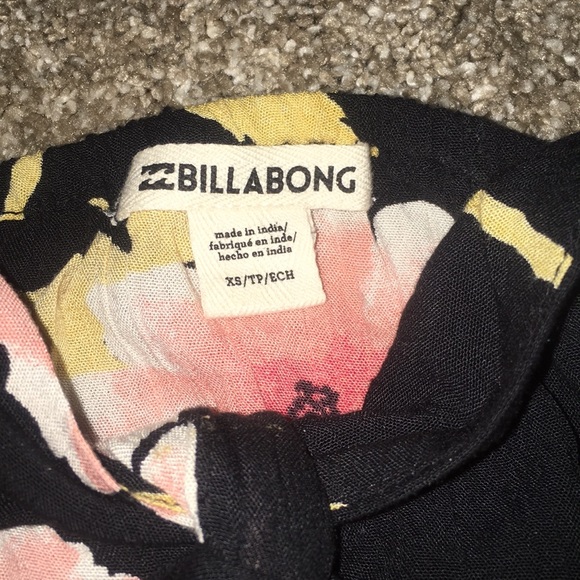 BILLABONG
made in india/
fabriqué en inde/
hecho en india
XS/TP/ECH